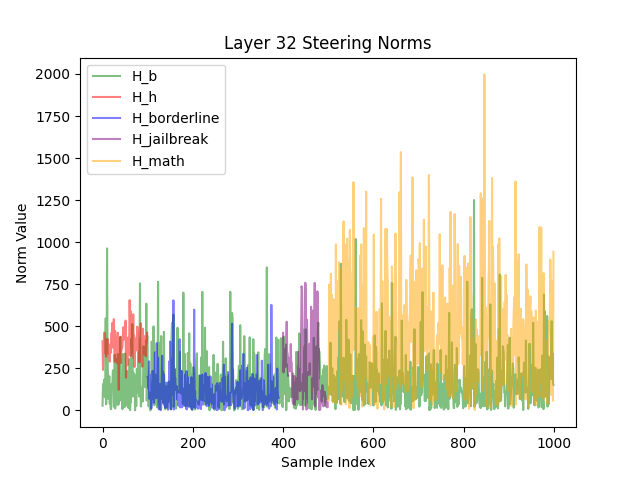 Layer 32 Steering Norms
H_b
H_h
H_borderline
H_jailbreak
H_math
2000
1750
1500
1250
1000
750
500
250
0
Norm Value
0 200 400 600 800 1000
Sample Index